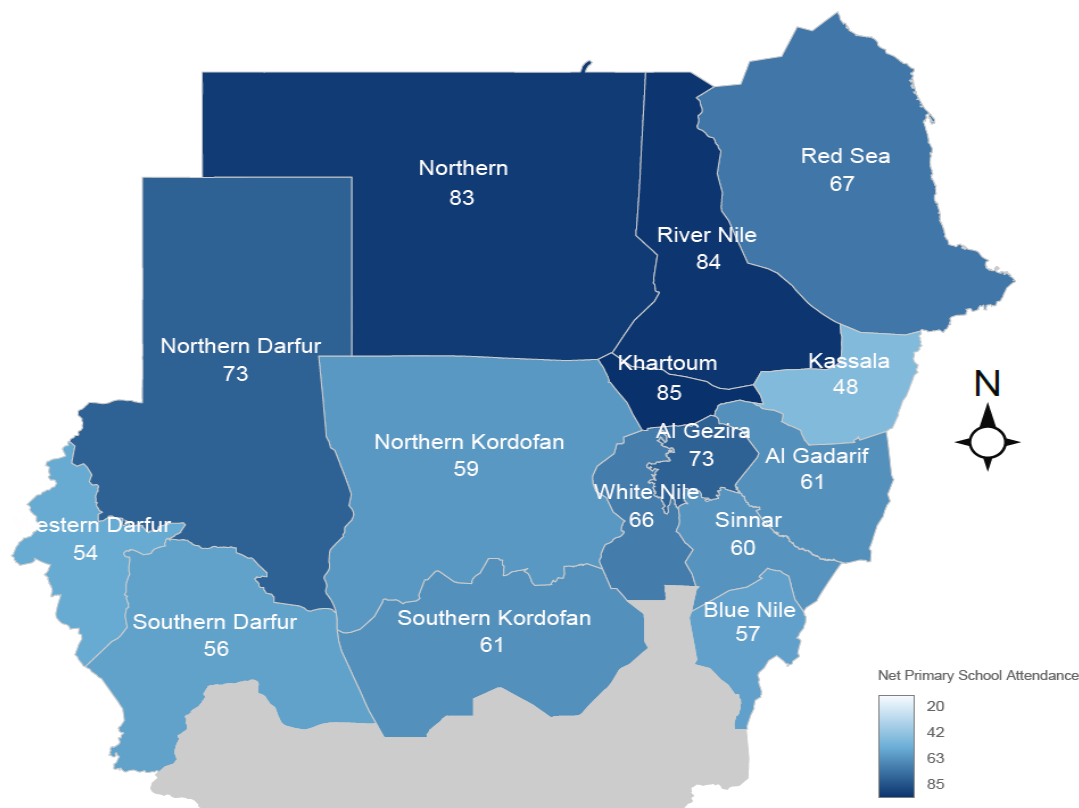 Northern
83
Red Sea
67
River Nile
84
Northern Darfur
73
Khartoum
85
Kassala
48
N
Northern Kordofan
59
Al Gezira
73
Al Gadarif
61
White Nile
66
estern Darfur
54
Sinnar
60
Southern Darfur
56
Southern Kordofan
61
Blue Nile
57
Net Primary School Attendance
20
42
63
85